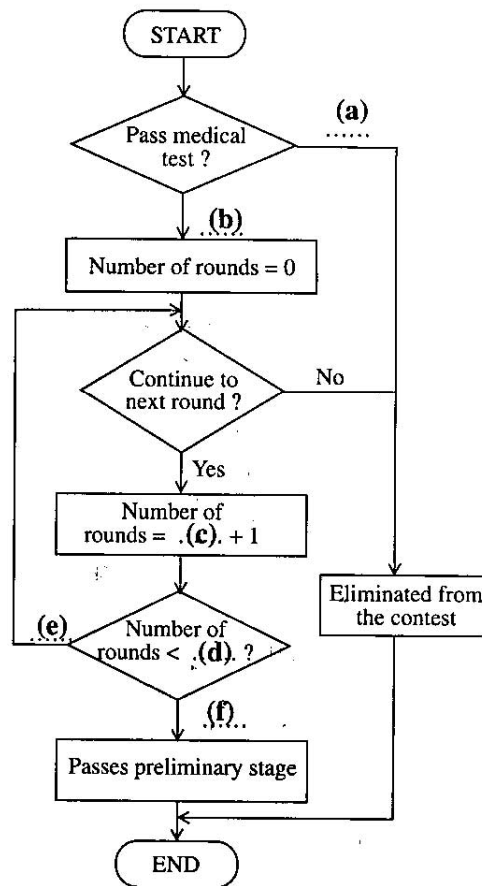 START
(a)
Pass medical
test ?
(b)
Number of rounds = 0
Continue to
next round ?
No
Yes
Number of
rounds = .(c). + 1
Eliminated from
the contest
(e)
Number of
rounds < .(d). ?
(f)
Passes preliminary stage
END